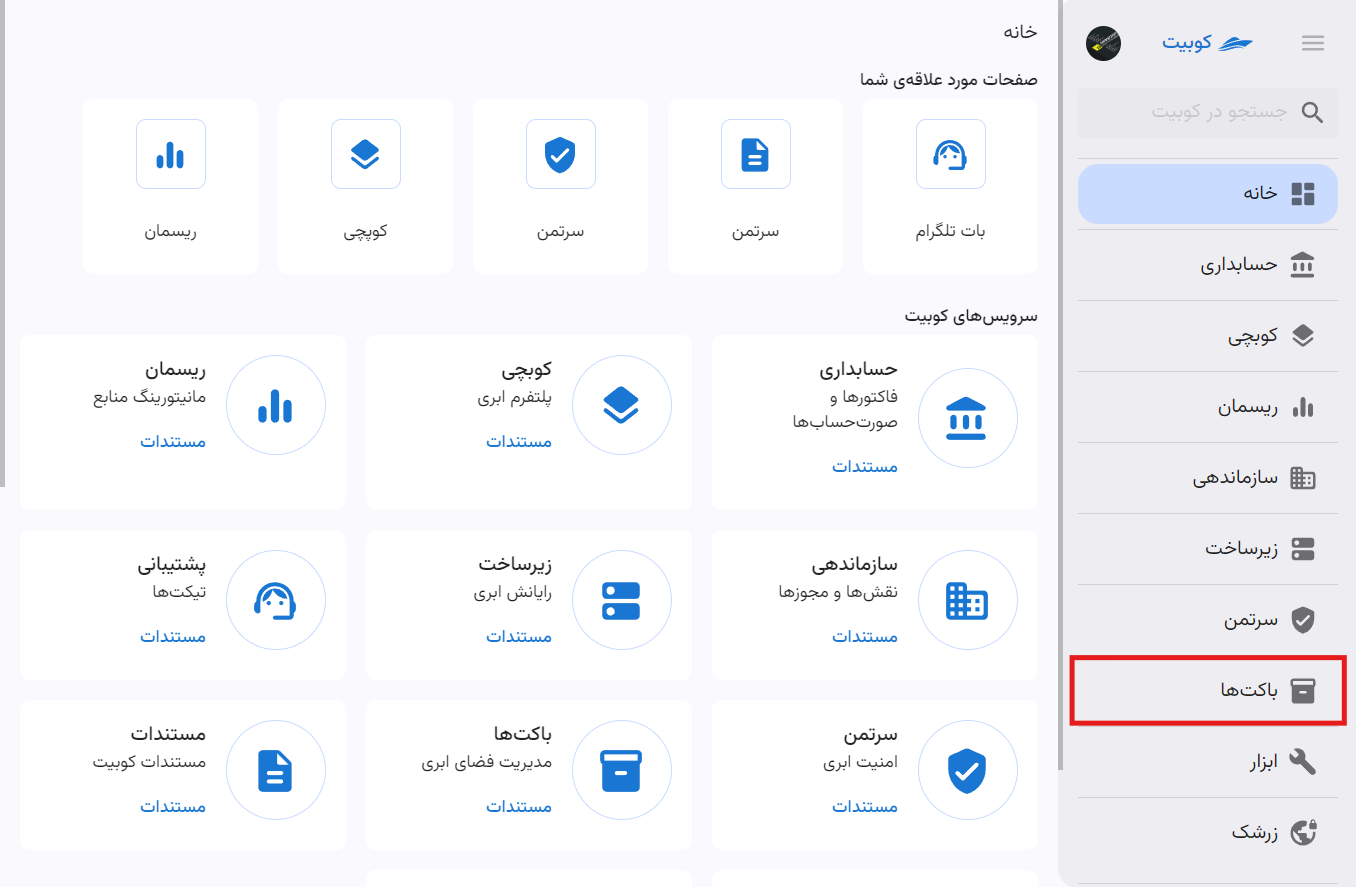 کوبیت
جستجو در کوبیت
خانه
حسابداری
کوبچی
ریسمان
سازماندهی
زیرساخت
سرتمن
باکت‌ها
ابزار
زرشک
خانه
صفحات مورد علاقه‌ی شما
بات تلگرام
سرتمن
سرتمن
کوپچی
ریسمان
سرویس‌های کوبیت
حسابداری
فاکتورها و
صورت‌حساب‌ها
مستندات
کوبچی
پلتفرم ابری
مستندات
ریسمان
مانیتورینگ منابع
مستندات
سازماندهی
نقش‌ها و مجوزها
مستندات
زیرساخت
رایانش ابری
مستندات
پشتیبانی
تیکت‌ها
مستندات
سرتمن
امنیت ابری
مستندات
باکت‌ها
مدیریت فضای ابری
مستندات
مستندات
مستندات کوبیت
مستندات